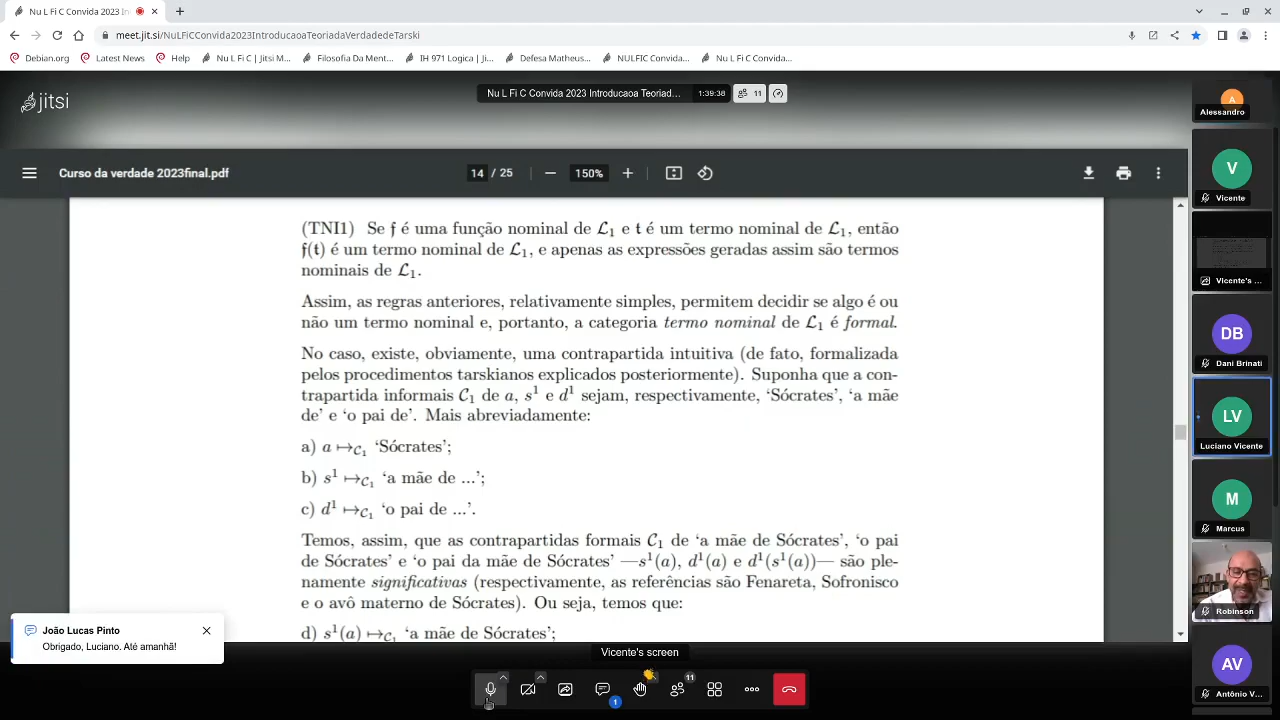 Nu L Fi C Convida 2023
meet.jit.si/NuLFiCConvida2023IntroducaoaTeoriadaVerdadedeTarski
Debian.org
Latest News
Help
Nu L Fi C | Jitsi M...
Filosofia Da Ment...
IH 971 Logica | Ji...
Defesa Matheus...
NULFIC Convida...
Nu L Fi C Convida...
jitsi
Nu L Fi C Convida 2023 Introducaoa Teoriad...
1:39:38
11
Curso da verdade 2023final.pdf
14 / 25
150%
(TNI1) Se 𝔣 é uma função nominal de ℒ₁ e 𝔱 é um termo nominal de ℒ₁, então
𝔣(𝔱) é um termo nominal de ℒ₁, e apenas as expressões geradas assim são termos
nominais de ℒ₁.
Assim, as regras anteriores, relativamente simples, permitem decidir se algo é ou
não um termo nominal e, portanto, a categoria termo nominal de ℒ₁ é formal.
No caso, existe, obviamente, uma contrapartida intuitiva (de fato, formalizada
pelos procedimentos tarskianos explicados posteriormente). Suponha que a con-
trapartida informais 𝒞₁ de a, s¹ e d¹ sejam, respectivamente, ‘Sócrates’, ‘a mãe
de’ e ‘o pai de’. Mais abreviadamente:
a) a ↦𝒞₁ ‘Sócrates’;
b) s¹ ↦𝒞₁ ‘a mãe de ...’;
c) d¹ ↦𝒞₁ ‘o pai de ...’.
Temos, assim, que as contrapartidas formais 𝒞₁ de ‘a mãe de Sócrates’, ‘o pai
de Sócrates’ e ‘o pai da mãe de Sócrates’ —s¹(a), d¹(a) e d¹(s¹(a))— são ple-
namente significativas (respectivamente, as referências são Fenareta, Sofronisco
e o avô materno de Sócrates). Ou seja, temos que:
d) s¹(a) ↦𝒞₁ ‘a mãe de Sócrates’;
A
Alessandro
V
Vicente
Vicente's ...
DB
Dani Brinati
LV
Luciano Vicente
M
Marcus
Robinson
AV
Antônio V...
João Lucas Pinto
Obrigado, Luciano. Até amanhã!
Vicente's screen
1
11